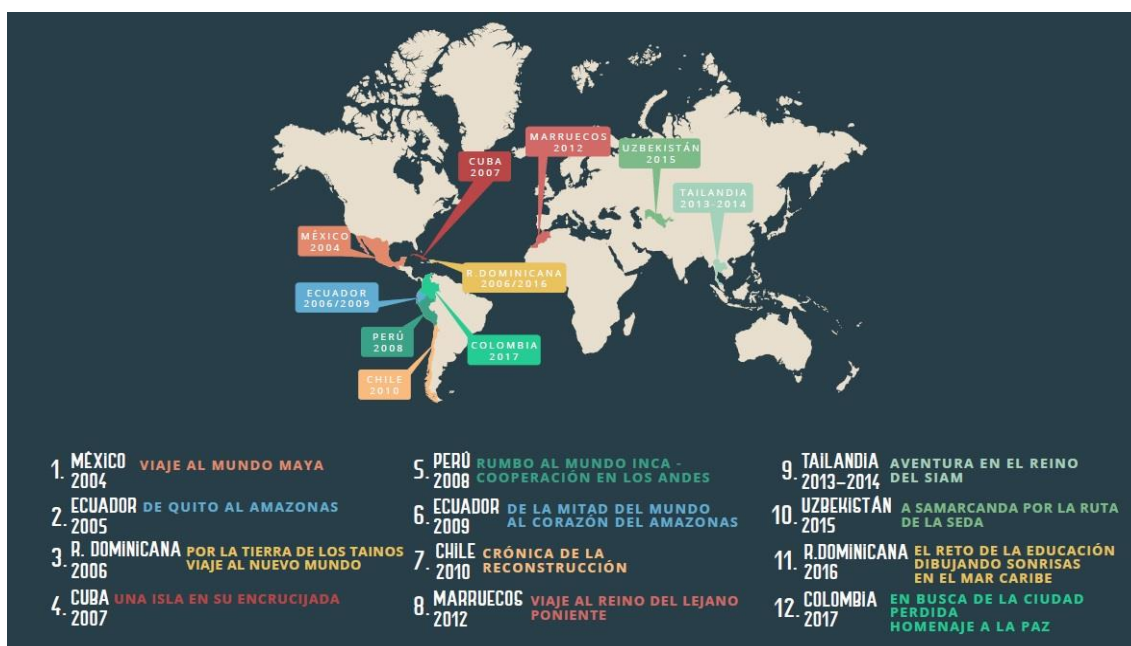 MARRUECOS
2012
UZBEKISTÁN
2015
CUBA
2007
TAILANDIA
2013-2014
MÉXICO
2004
R.DOMINICANA
2006/2016
ECUADOR
2006/2009
PERÚ
2008
COLOMBIA
2017
CHILE
2010
1. MÉXICO
2004
VIAJE AL MUNDO MAYA
2. ECUADOR
2005
DE QUITO AL AMAZONAS
3. R. DOMINICANA
2006
POR LA TIERRA DE LOS TAINOS
VIAJE AL NUEVO MUNDO
4. CUBA
2007
UNA ISLA EN SU ENCRUCIJADA
5. PERÚ
2008
RUMBO AL MUNDO INCA -
COOPERACIÓN EN LOS ANDES
6. ECUADOR
2009
DE LA MITAD DEL MUNDO
AL CORAZÓN DEL AMAZONAS
7. CHILE
2010
CRÓNICA DE LA
RECONSTRUCCIÓN
8. MARRUECOS
2012
VIAJE AL REINO DEL LEJANO
PONIENTE
9. TAILANDIA
2013-2014
AVENTURA EN EL REINO
DEL SIAM
10. UZBEKISTÁN
2015
A SAMARCANDA POR LA RUTA
DE LA SEDA
11. R.DOMINICANA
2016
EL RETO DE LA EDUCACIÓN
DIBUJANDO SONRISAS
EN EL MAR CARIBE
12. COLOMBIA
2017
EN BUSCA DE LA CIUDAD
PERDIDA
HOMENAJE A LA PAZ